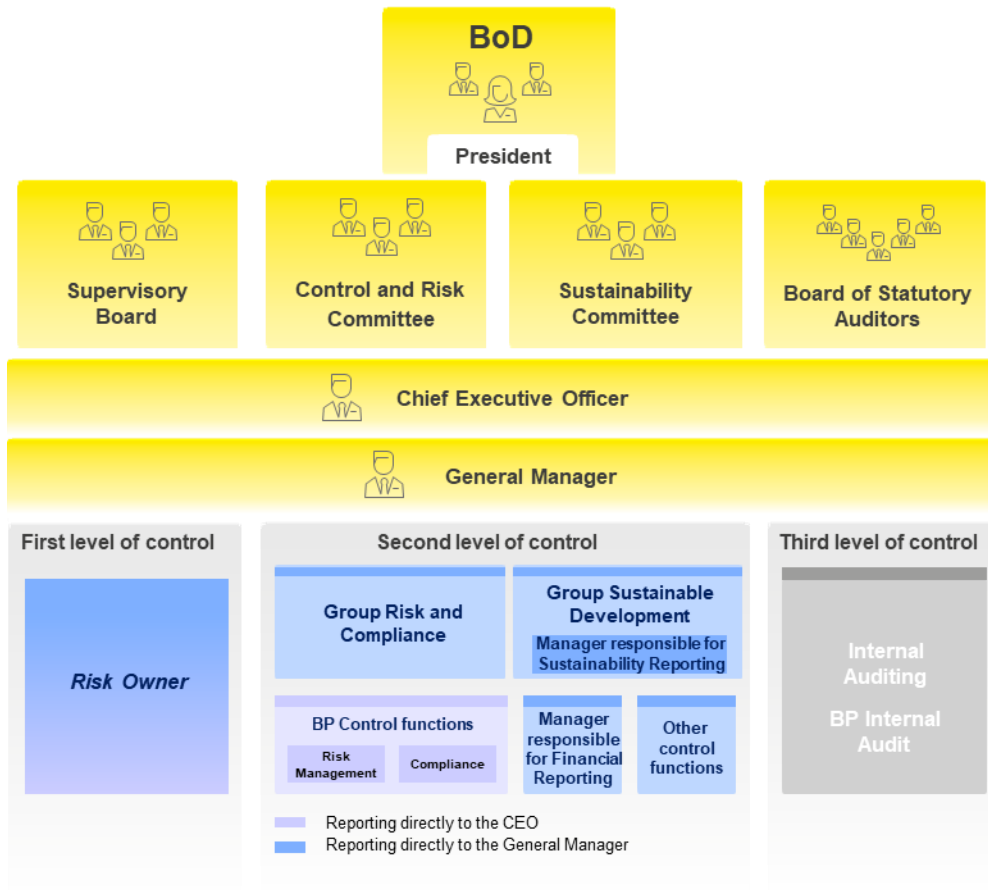 BoD
President
Supervisory
Board
Control and Risk
Committee
Sustainability
Committee
Board of Statutory
Auditors
Chief Executive Officer
General Manager
First level of control
Risk Owner
Second level of control
Group Risk and
Compliance
Group Sustainable
Development
Manager responsible for
Sustainability Reporting
BP Control functions
Risk
Management
Compliance
Manager
responsible
for Financial
Reporting
Other
control
functions
Reporting directly to the CEO
Reporting directly to the General Manager
Third level of control
Internal
Auditing
BP Internal
Audit